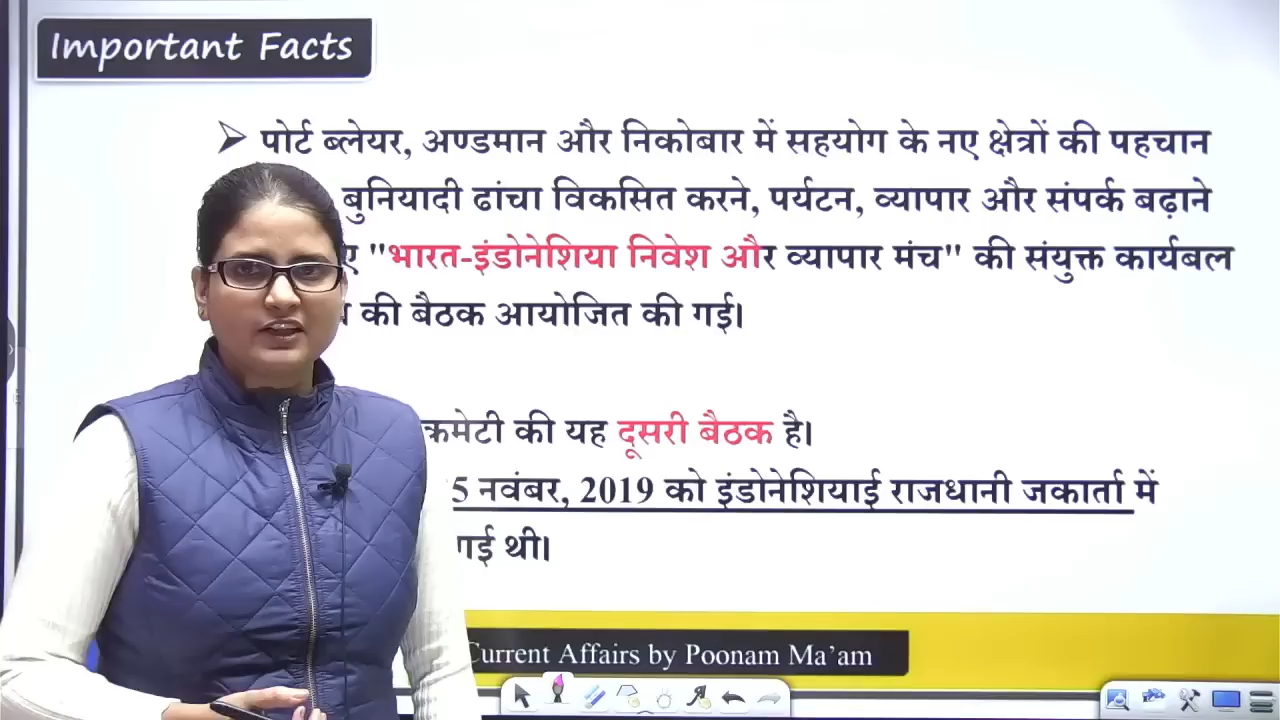 Important Facts
पोर्ट ब्लेयर, अण्डमान और निकोबार में सहयोग के नए क्षेत्रों की पहचान
बुनियादी ढांचा विकसित करने, पर्यटन, व्यापार और संपर्क बढ़ाने
"भारत-इंडोनेशिया निवेश और व्यापार मंच" की संयुक्त कार्यबल
की बैठक आयोजित की गई।
कमेटी की यह दूसरी बैठक है।
5 नवंबर, 2019 को इंडोनेशियाई राजधानी जकार्ता में
गई थी।
Current Affairs by Poonam Ma'am